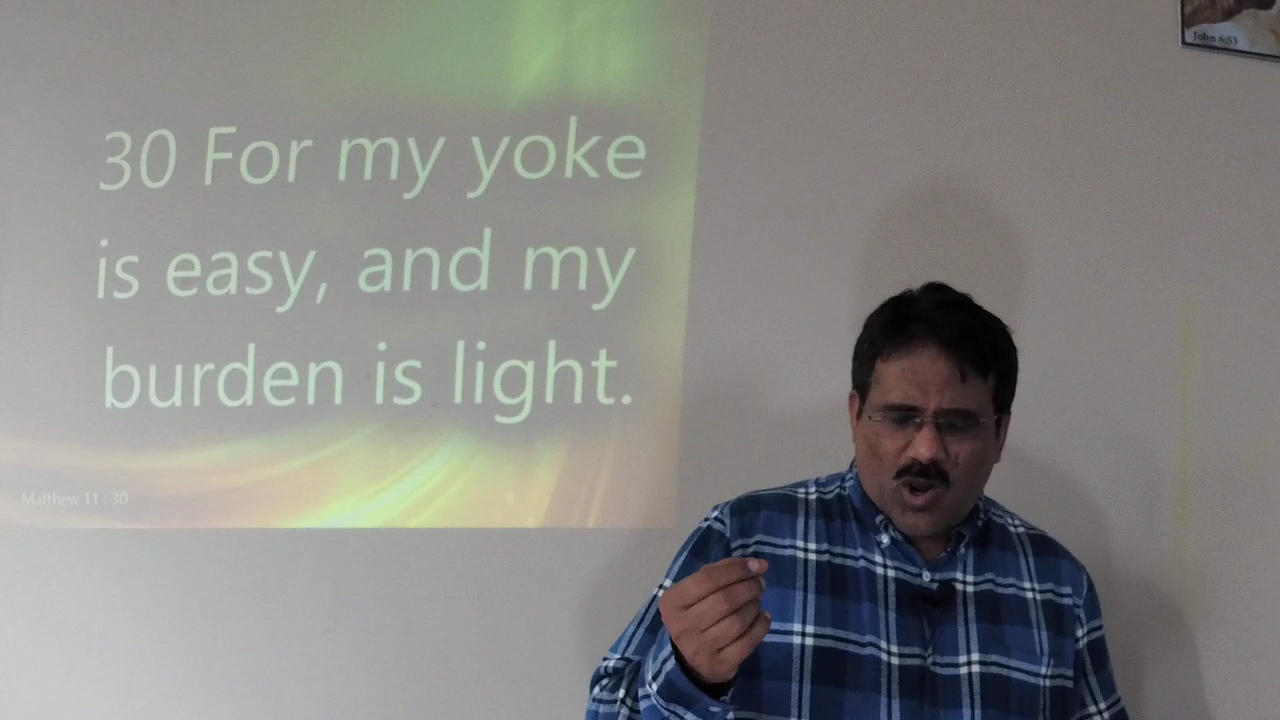 30 For my yoke
is easy, and my
burden is light.
Matthew 11 : 30
John 6:53